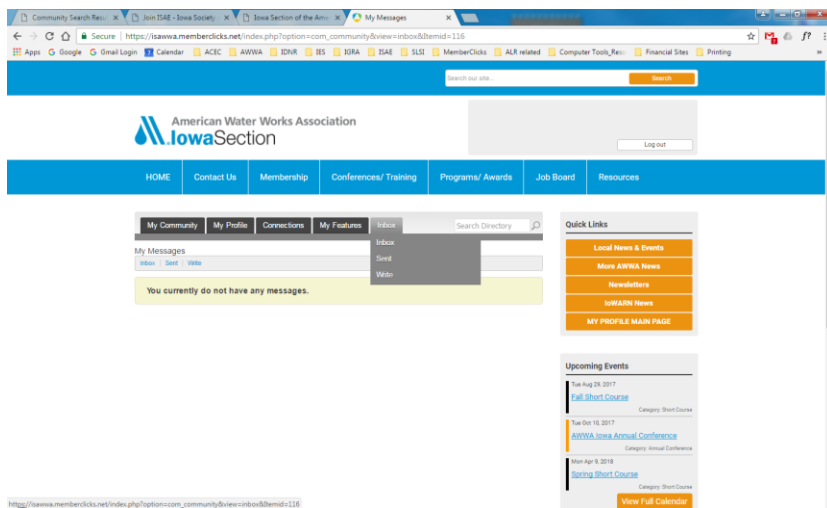 Community Search Resu
Join ISAE - Iowa Society
Iowa Section of the Ame
My Messages
Secure
https://isawwa.memberclicks.net/index.php?option=com_community&view=inbox&Itemid=116
Apps Google Gmail Login Calendar ACEC AWWA IDNR IES IGRA ISAE SLSI MemberClicks ALR related Computer Tools_Res Financial Sites Printing
Search our site...
Search
American Water Works Association
IowaSection
Log out
HOME Contact Us Membership Conferences/ Training Programs/ Awards Job Board Resources
My Community My Profile Connections My Features Inbox Search Directory
Inbox
Sent
Write
My Messages
Inbox Sent Write
You currently do not have any messages.
Quick Links
Local News & Events
More AWWA News
Newsletters
IoWARN News
MY PROFILE MAIN PAGE
Upcoming Events
Tue Aug 29, 2017
Fall Short Course
Category: Short Course
Tue Oct 10, 2017
AWWA Iowa Annual Conference
Category: Annual Conference
Mon Apr 9, 2018
Spring Short Course
Category: Short Course
View Full Calendar
https://isawwa.memberclicks.net/index.php?option=com_community&view=inbox&Itemid=116